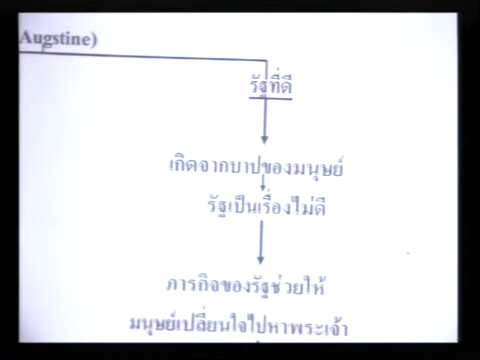 Augstine)
รัฐที่ดี
เกิดจากบาปของมนุษย์
รัฐเป็นเรื่องไม่ดี
ภารกิจของรัฐช่วยให้
มนุษย์เปลี่ยนใจไปหาพระเจ้า